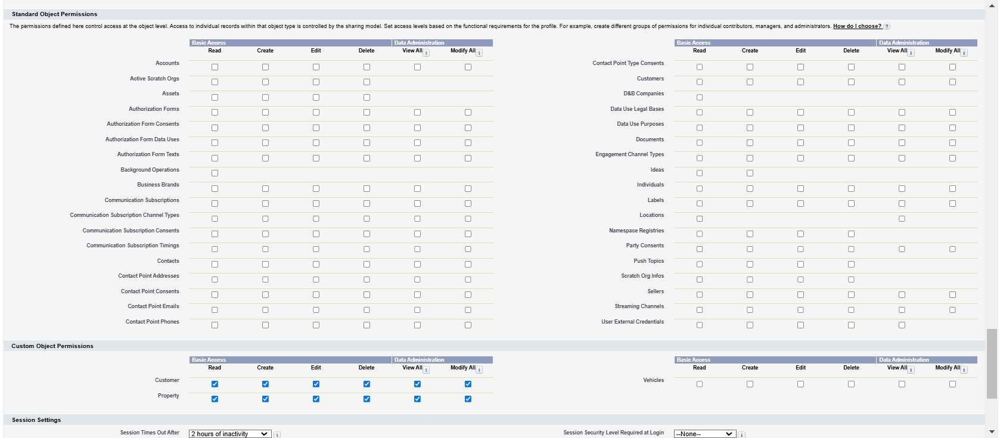 Standard Object Permissions
The permissions defined here control access at the object level. Access to individual records within that object type is controlled by the sharing model. Set access levels based on the functional requirements for the profile. For example, create different groups of permissions for individual contributors, managers, and administrators. How do I choose? ?
Basic Access Data Administration
Read Create Edit Delete View All i Modify All i
Accounts
Active Scratch Orgs
Assets
Authorization Forms
Authorization Form Consents
Authorization Form Data Uses
Authorization Form Texts
Background Operations
Business Brands
Communication Subscriptions
Communication Subscription Channel Types
Communication Subscription Consents
Communication Subscription Timings
Contacts
Contact Point Addresses
Contact Point Consents
Contact Point Emails
Contact Point Phones
Basic Access Data Administration
Read Create Edit Delete View All i Modify All i
Contact Point Type Consents
Customers
D&B Companies
Data Use Legal Bases
Data Use Purposes
Documents
Engagement Channel Types
Ideas
Individuals
Labels
Locations
Namespace Registries
Party Consents
Push Topics
Scratch Org Infos
Sellers
Streaming Channels
User External Credentials
Custom Object Permissions
Basic Access Data Administration
Read Create Edit Delete View All i Modify All i
Customer
Property
Basic Access Data Administration
Read Create Edit Delete View All i Modify All i
Vehicles
Session Settings
Session Times Out After 2 hours of inactivity i
Session Security Level Required at Login --None-- i